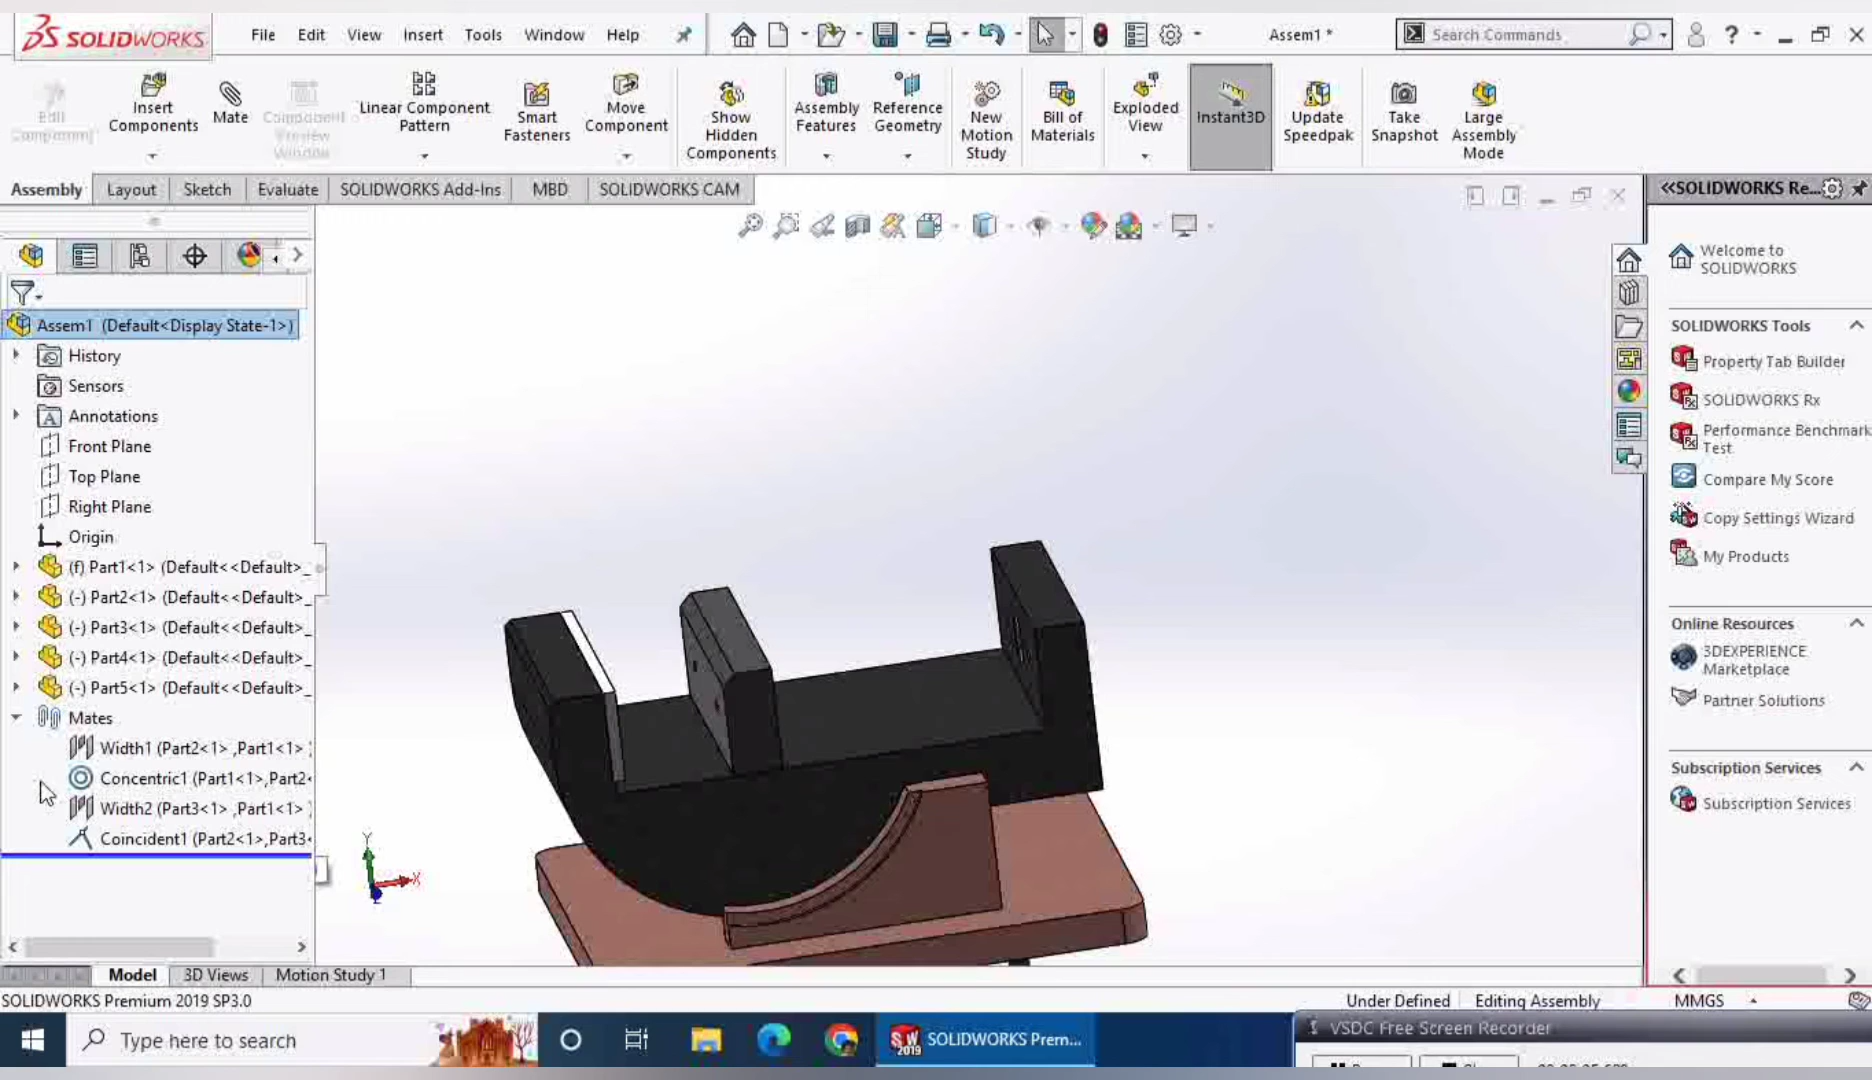 SOLIDWORKS
File Edit View Insert Tools Window Help
Assem1 *
Search Commands
Edit Component
Insert Components
Mate
Component Preview Window
Linear Component Pattern
Smart Fasteners
Move Component
Show Hidden Components
Assembly Features
Reference Geometry
New Motion Study
Bill of Materials
Exploded View
Instant3D
Update Speedpak
Take Snapshot
Large Assembly Mode
Assembly Layout Sketch Evaluate SOLIDWORKS Add-Ins MBD SOLIDWORKS CAM
Assem1 (Default<Display State-1>)
History
Sensors
Annotations
Front Plane
Top Plane
Right Plane
Origin
(f) Part1<1> (Default<<Default>_
(-) Part2<1> (Default<<Default>_
(-) Part3<1> (Default<<Default>_
(-) Part4<1> (Default<<Default>_
(-) Part5<1> (Default<<Default>_
Mates
Width1 (Part2<1> ,Part1<1> )
Concentric1 (Part1<1>,Part2<
Width2 (Part3<1> ,Part1<1> )
Coincident1 (Part2<1>,Part3<
Y
X
«SOLIDWORKS Re...
Welcome to
SOLIDWORKS
SOLIDWORKS Tools
Property Tab Builder
SOLIDWORKS Rx
Performance Benchmark
Test
Compare My Score
Copy Settings Wizard
My Products
Online Resources
3DEXPERIENCE
Marketplace
Partner Solutions
Subscription Services
Subscription Services
Model 3D Views Motion Study 1
SOLIDWORKS Premium 2019 SP3.0
Under Defined Editing Assembly MMGS
Type here to search
SW 2019
SOLIDWORKS Prem...
VSDC Free Screen Recorder